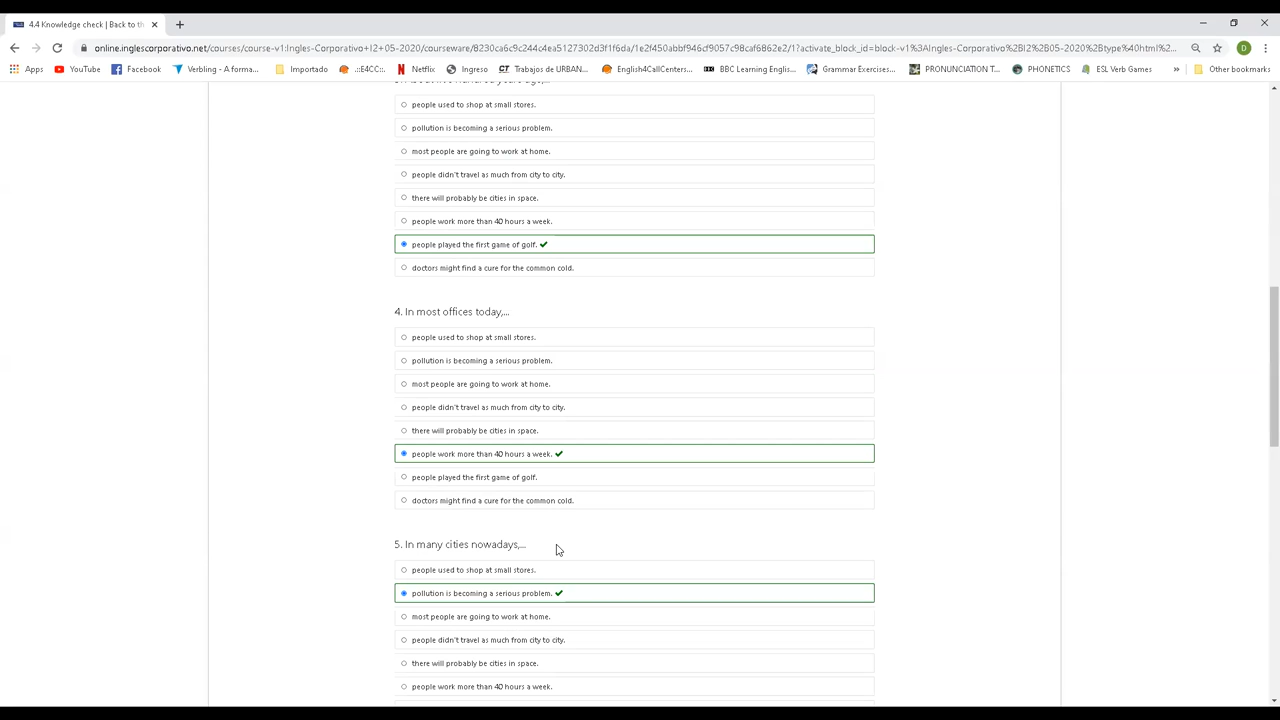 4.4 Knowledge check | Back to th
online.inglescorporativo.net/courses/course-v1:Ingles-Corporativo+I2+05-2020/courseware/8230ca6c9c244c4ea5127302d3f1f6da/1e2f450abbf946cf9057c98caf9b62e2/1?activate_block_id=block-v1%3AIngles-Corporativo%2BI2%2B05-2020%2Btype%40html%2...
D
Apps YouTube Facebook Verbling - A forma... Importado .::E4CC::. Netflix Ingreso CT Trabajos de URBAN... English4CallCenters... BBC Learning Englis... Grammar Exercises... PRONUNCIATION T... PHONETICS ESL Verb Games » Other bookmarks
people used to shop at small stores.
pollution is becoming a serious problem.
most people are going to work at home.
people didn't travel as much from city to city.
there will probably be cities in space.
people work more than 40 hours a week.
people played the first game of golf.
doctors might find a cure for the common cold.
4. In most offices today,...
people used to shop at small stores.
pollution is becoming a serious problem.
most people are going to work at home.
people didn't travel as much from city to city.
there will probably be cities in space.
people work more than 40 hours a week.
people played the first game of golf.
doctors might find a cure for the common cold.
5. In many cities nowadays,...
people used to shop at small stores.
pollution is becoming a serious problem.
most people are going to work at home.
people didn't travel as much from city to city.
there will probably be cities in space.
people work more than 40 hours a week.